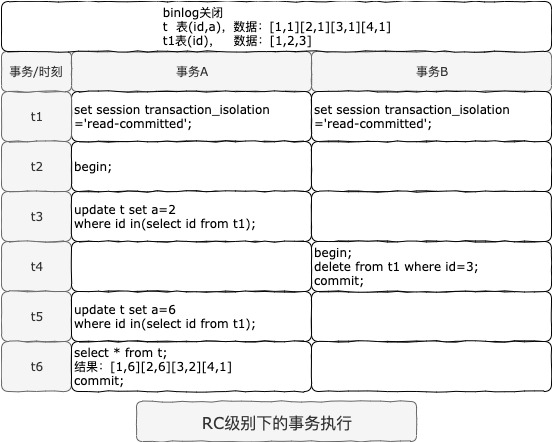 binlog关闭
t 表(id,a)，数据：[1,1][2,1][3,1][4,1]
t1表(id)， 数据：[1,2,3]
事务/时刻 事务A 事务B
t1
set session transaction_isolation
='read-committed';
set session transaction_isolation
='read-committed';
t2
begin;
t3
update t set a=2
where id in(select id from t1);
t4
begin;
delete from t1 where id=3;
commit;
t5
update t set a=6
where id in(select id from t1);
t6
select * from t;
结果：[1,6][2,6][3,2][4,1]
commit;
RC级别下的事务执行